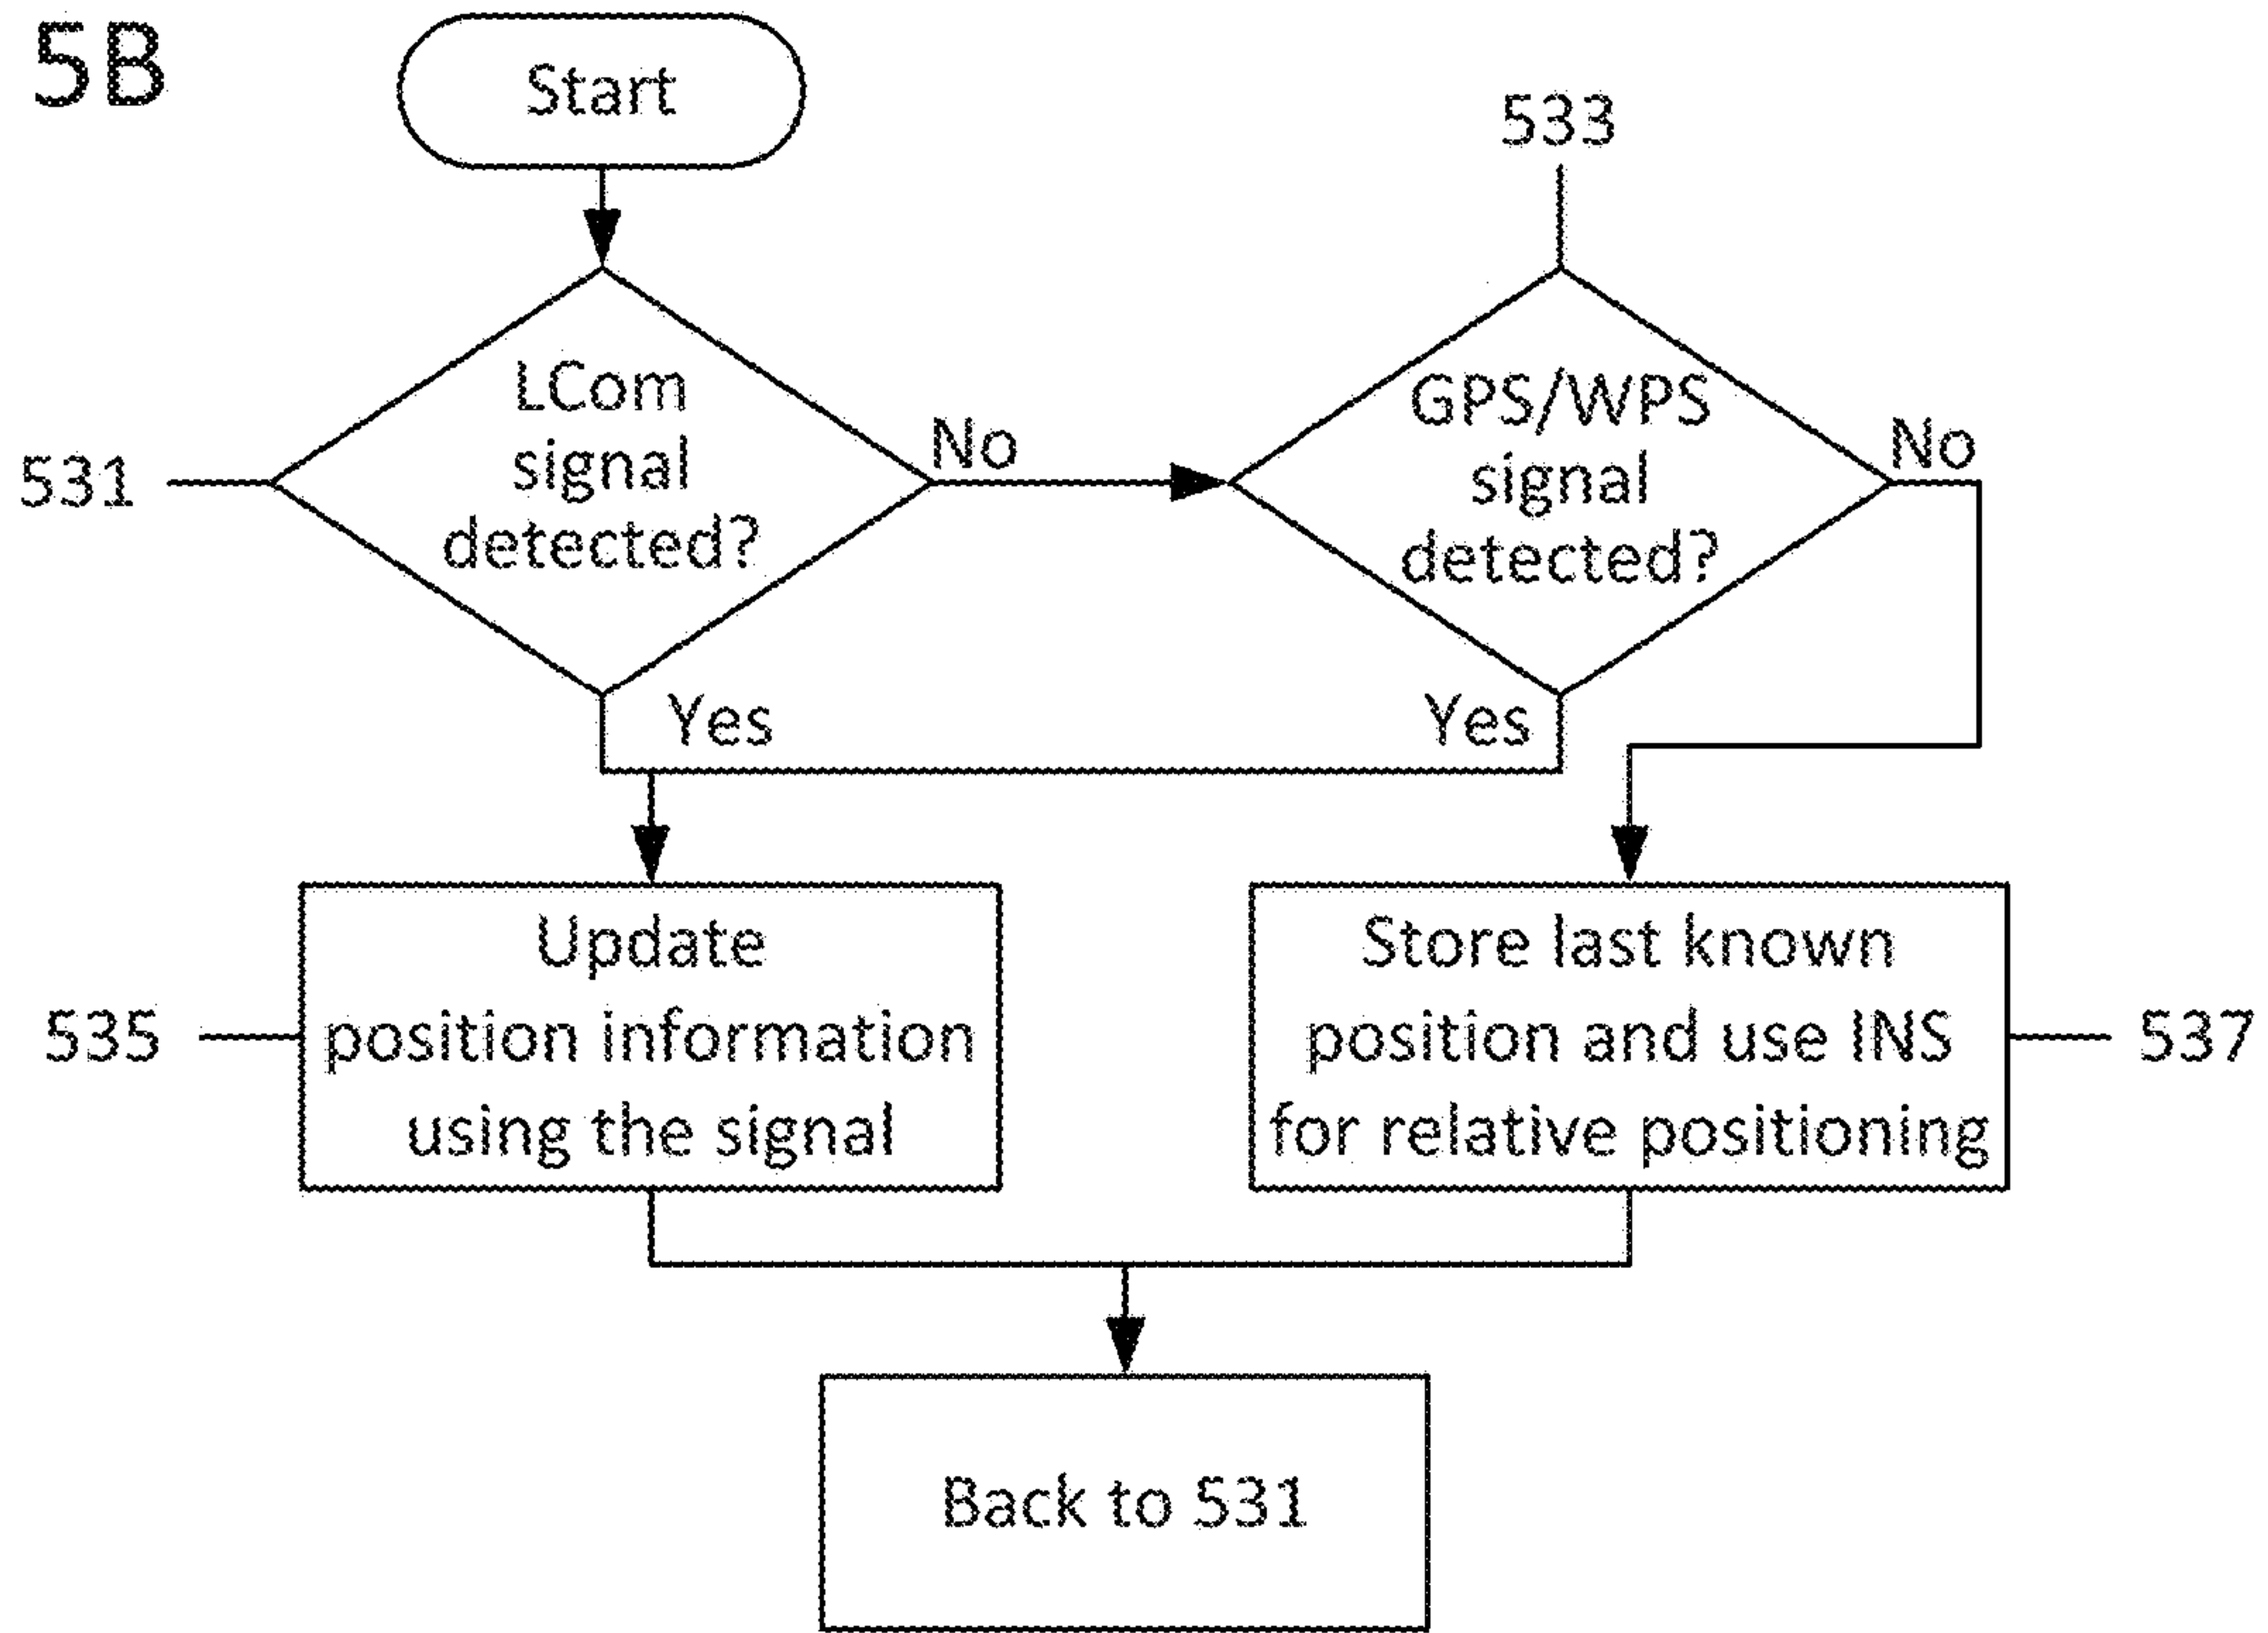 5B
Start
533
LCom
signal
detected?
No
531
GPS/WPS
signal
detected?
No
Yes
Yes
Update
position information
using the signal
535
Store last known
position and use INS
for relative positioning
537
Back to 531